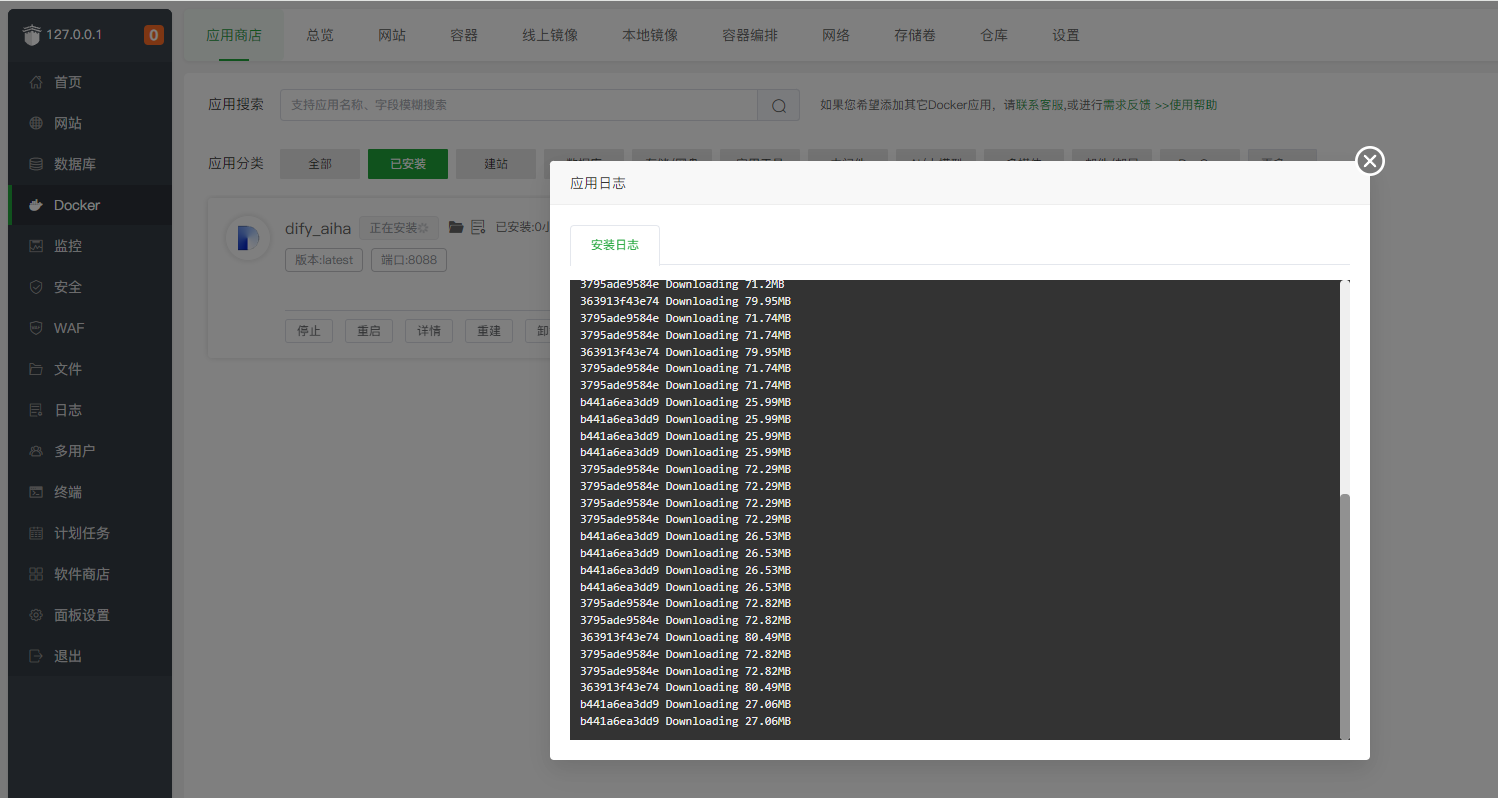 127.0.0.1
0
首页
网站
数据库
Docker
监控
安全
WAF
文件
日志
多用户
终端
计划任务
软件商店
面板设置
退出
应用商店 总览 网站 容器 线上镜像 本地镜像 容器编排 网络 存储卷 仓库 设置
应用搜索 支持应用名称、字段模糊搜索 如果您希望添加其它Docker应用，请联系客服,或进行需求反馈 >>使用帮助
应用分类 全部 已安装 建站
dify_aiha 正在安装 已安装:0小
版本:latest 端口:8088
停止 重启 详情 重建 卸
应用日志
安装日志
3795ade9584e Downloading 71.2MB
363913f43e74 Downloading 79.95MB
3795ade9584e Downloading 71.74MB
3795ade9584e Downloading 71.74MB
363913f43e74 Downloading 79.95MB
3795ade9584e Downloading 71.74MB
3795ade9584e Downloading 71.74MB
b441a6ea3dd9 Downloading 25.99MB
b441a6ea3dd9 Downloading 25.99MB
b441a6ea3dd9 Downloading 25.99MB
b441a6ea3dd9 Downloading 25.99MB
3795ade9584e Downloading 72.29MB
3795ade9584e Downloading 72.29MB
3795ade9584e Downloading 72.29MB
3795ade9584e Downloading 72.29MB
b441a6ea3dd9 Downloading 26.53MB
b441a6ea3dd9 Downloading 26.53MB
b441a6ea3dd9 Downloading 26.53MB
b441a6ea3dd9 Downloading 26.53MB
3795ade9584e Downloading 72.82MB
3795ade9584e Downloading 72.82MB
363913f43e74 Downloading 80.49MB
3795ade9584e Downloading 72.82MB
3795ade9584e Downloading 72.82MB
363913f43e74 Downloading 80.49MB
b441a6ea3dd9 Downloading 27.06MB
b441a6ea3dd9 Downloading 27.06MB